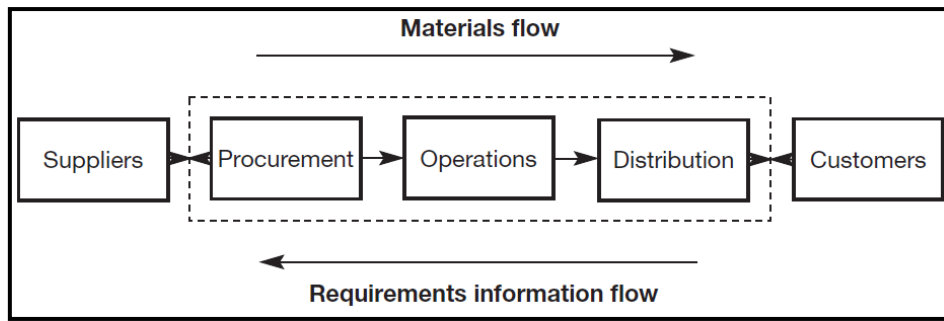 Materials flow
Suppliers Procurement Operations Distribution Customers
Requirements information flow